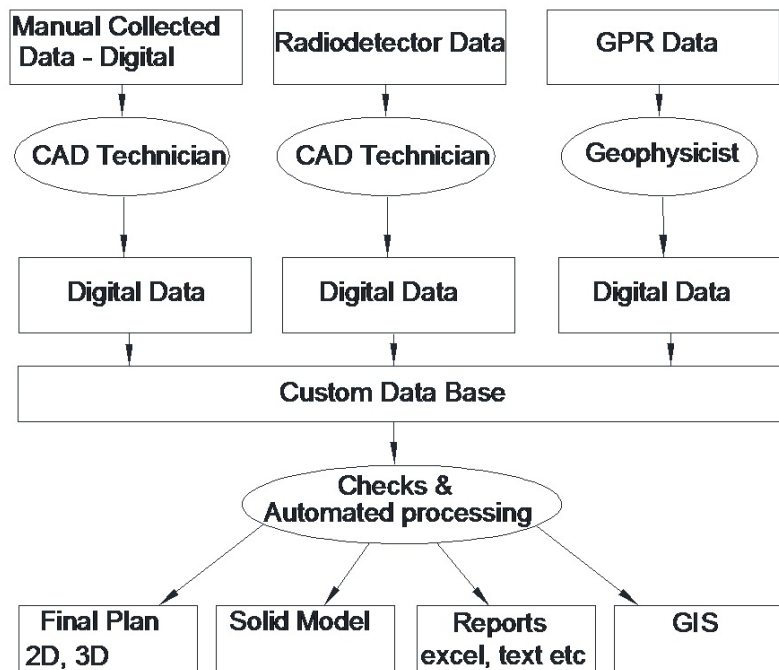 Manual Collected
Data - Digital
Radiodetector Data
GPR Data
CAD Technician
CAD Technician
Geophysicist
Digital Data
Digital Data
Digital Data
Custom Data Base
Checks &
Automated processing
Final Plan
2D, 3D
Solid Model
Reports
excel, text etc
GIS